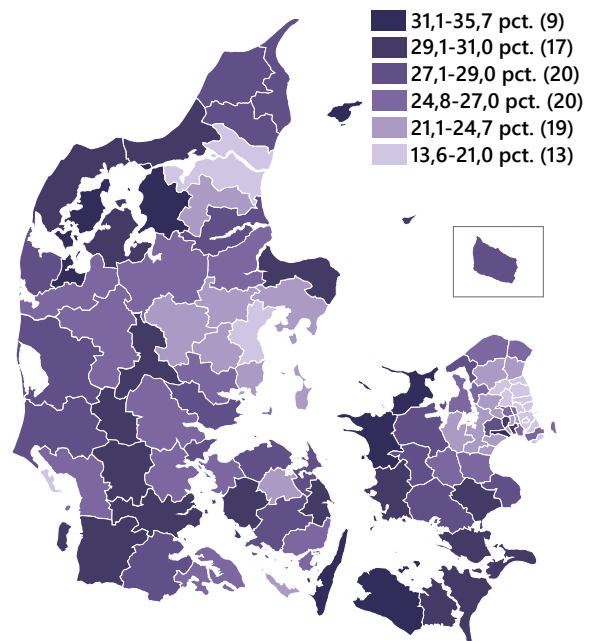 31,1-35,7 pct. (9)
29,1-31,0 pct. (17)
27,1-29,0 pct. (20)
24,8-27,0 pct. (20)
21,1-24,7 pct. (19)
13,6-21,0 pct. (13)